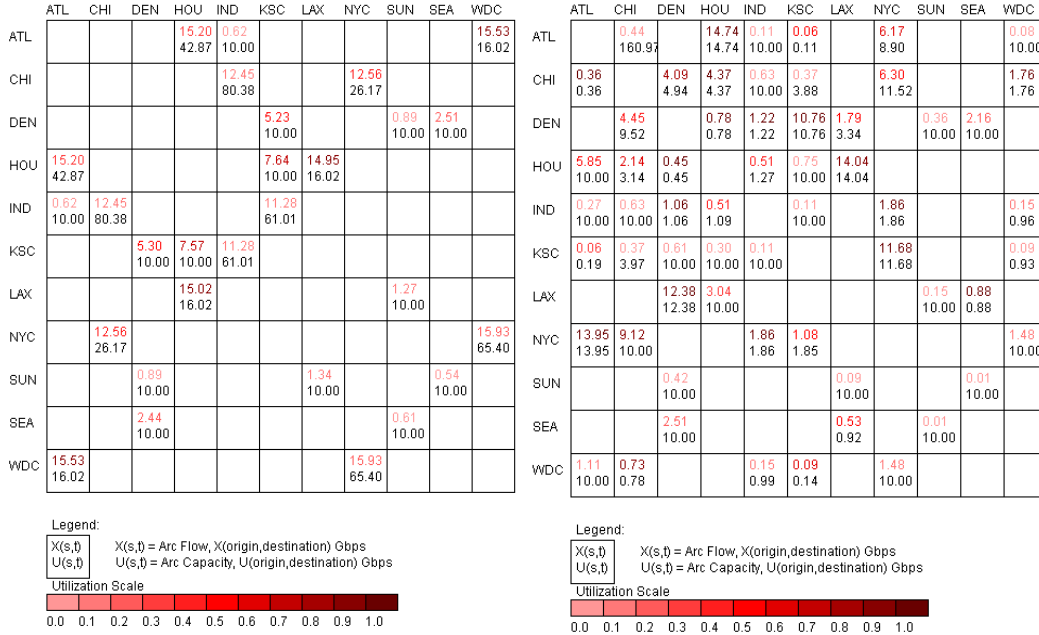 ATL CHI DEN HOU IND KSC LAX NYC SUN SEA WDC
ATL 15.20 0.62 15.53
42.87 10.00 16.02
CHI 12.45 12.56
80.38 26.17
DEN 5.23 0.89 2.51
10.00 10.00 10.00
HOU 15.20 7.64 14.95
42.87 10.00 16.02
IND 0.62 12.45 11.28
10.00 80.38 61.01
KSC 5.30 7.57 11.28
10.00 10.00 61.01
LAX 15.02 1.27
16.02 10.00
NYC 12.56 15.93
26.17 65.40
SUN 0.89 1.34 0.54
10.00 10.00 10.00
SEA 2.44 0.61
10.00 10.00
WDC 15.53 15.93
16.02 65.40
Legend:
X(s,t) X(s,t) = Arc Flow, X(origin,destination) Gbps
U(s,t) U(s,t) = Arc Capacity, U(origin,destination) Gbps
Utilization Scale
0.0 0.1 0.2 0.3 0.4 0.5 0.6 0.7 0.8 0.9 1.0
ATL CHI DEN HOU IND KSC LAX NYC SUN SEA WDC
ATL 0.44 14.74 0.11 0.06 6.17 0.08
160.97 14.74 10.00 0.11 8.90 10.00
CHI 0.36 4.09 4.37 0.63 0.37 6.30 1.76
0.36 4.94 4.37 10.00 3.88 11.52 1.76
DEN 4.45 0.78 1.22 10.76 1.79 0.36 2.16
9.52 0.78 1.22 10.76 3.34 10.00 10.00
HOU 5.85 2.14 0.45 0.51 0.75 14.04
10.00 3.14 0.45 1.27 10.00 14.04
IND 0.27 0.63 1.06 0.51 0.11 1.86 0.15
10.00 10.00 1.06 1.09 10.00 1.86 0.96
KSC 0.06 0.37 0.61 0.30 0.11 11.68 0.09
0.19 3.97 10.00 10.00 10.00 11.68 0.93
LAX 12.38 3.04 0.15 0.88
12.38 10.00 10.00 0.88
NYC 13.95 9.12 1.86 1.08 1.48
13.95 10.00 1.86 1.85 10.00
SUN 0.42 0.09 0.01
10.00 10.00 10.00
SEA 2.51 0.53 0.01
10.00 0.92 10.00
WDC 1.11 0.73 0.15 0.09 1.48
10.00 0.78 0.99 0.14 10.00
Legend:
X(s,t) X(s,t) = Arc Flow, X(origin,destination) Gbps
U(s,t) U(s,t) = Arc Capacity, U(origin,destination) Gbps
Utilization Scale
0.0 0.1 0.2 0.3 0.4 0.5 0.6 0.7 0.8 0.9 1.0